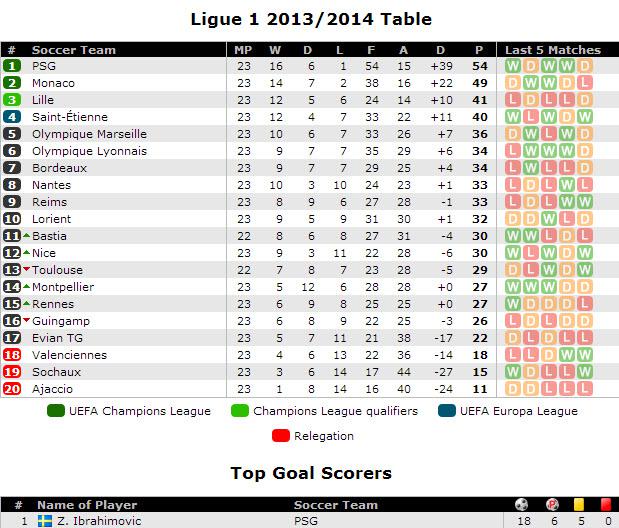 Ligue 1 2013/2014 Table
# Soccer Team MP W D L F A D P Last 5 Matches
1 PSG 23 16 6 1 54 15 +39 54 W D W W D
2 Monaco 23 14 7 2 38 16 +22 49 D W W D L
3 Lille 23 12 5 6 24 14 +10 41 L D L L D
4 Saint-Étienne 23 12 4 7 33 22 +11 40 W L W D W
5 Olympique Marseille 23 10 6 7 33 26 +7 36 D W L W D
6 Olympique Lyonnais 23 9 7 7 35 29 +6 34 L W W W D
7 Bordeaux 23 9 7 7 29 25 +4 34 L W L L D
8 Nantes 23 10 3 10 24 23 +1 33 L D L W L
9 Reims 23 8 9 6 27 28 -1 33 L D L W W
10 Lorient 23 9 5 9 31 30 +1 32 D D W L D
11 Bastia 22 8 6 8 27 31 -4 30 W W L D L
12 Nice 23 9 3 11 22 28 -6 30 W L W D W
13 Toulouse 22 7 8 7 23 28 -5 29 D L W D W
14 Montpellier 23 5 12 6 28 28 +0 27 W W W D D
15 Rennes 23 6 9 8 25 25 +0 27 W D D D L
16 Guingamp 23 6 8 9 22 25 -3 26 L D L D D
17 Evian TG 23 5 7 11 21 38 -17 22 D L D L L
18 Valenciennes 23 4 6 13 22 36 -14 18 L L D W W
19 Sochaux 23 3 6 14 17 44 -27 15 W D L L W
20 Ajaccio 23 1 8 14 16 40 -24 11 D D L L L
UEFA Champions League Champions League qualifiers UEFA Europa League
Relegation
Top Goal Scorers
# Name of Player Soccer Team
1 Z. Ibrahimovic PSG 18 6 5 0